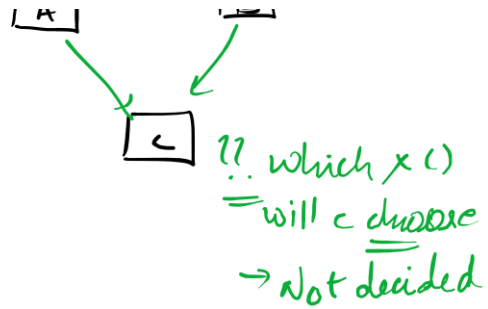 A
C
?? which x ()
will c choose
→ Not decided